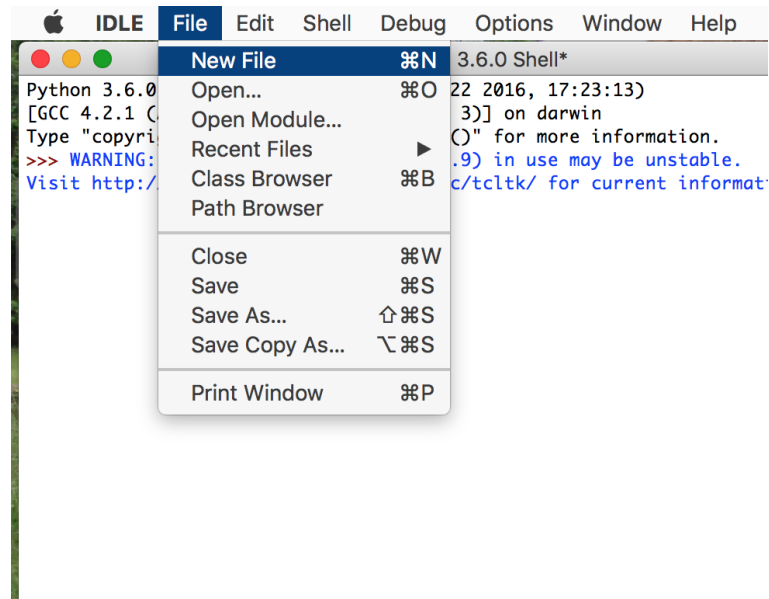 IDLE File Edit Shell Debug Options Window Help
3.6.0 Shell*
New File ⌘N
Open... ⌘O
Open Module...
Recent Files ▶
Class Browser ⌘B
Path Browser
Close ⌘W
Save ⌘S
Save As... ⇧⌘S
Save Copy As... ⌥⌘S
Print Window ⌘P
Python 3.6.0 22 2016, 17:23:13)
[GCC 4.2.1 ( 3)] on darwin
Type "copyri ()" for more information.
>>> WARNING: .9) in use may be unstable.
Visit http:/ c/tcltk/ for current informat